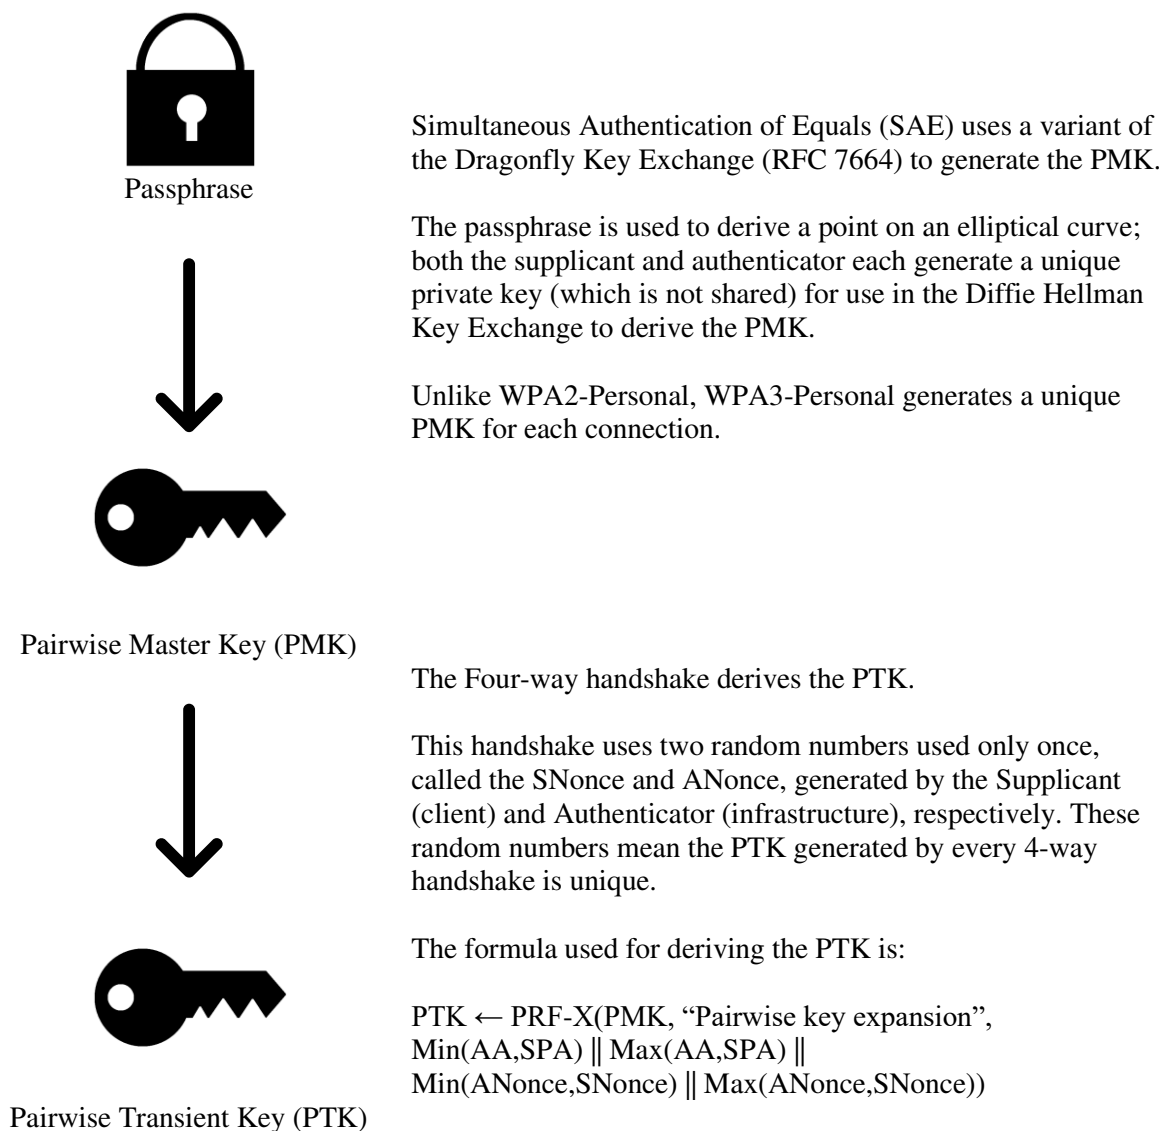 Passphrase
Simultaneous Authentication of Equals (SAE) uses a variant of
the Dragonfly Key Exchange (RFC 7664) to generate the PMK.
The passphrase is used to derive a point on an elliptical curve;
both the supplicant and authenticator each generate a unique
private key (which is not shared) for use in the Diffie Hellman
Key Exchange to derive the PMK.
Unlike WPA2-Personal, WPA3-Personal generates a unique
PMK for each connection.
Pairwise Master Key (PMK)
The Four-way handshake derives the PTK.
This handshake uses two random numbers used only once,
called the SNonce and ANonce, generated by the Supplicant
(client) and Authenticator (infrastructure), respectively. These
random numbers mean the PTK generated by every 4-way
handshake is unique.
The formula used for deriving the PTK is:
PTK ← PRF-X(PMK, “Pairwise key expansion”,
Min(AA,SPA) || Max(AA,SPA) ||
Min(ANonce,SNonce) || Max(ANonce,SNonce))
Pairwise Transient Key (PTK)